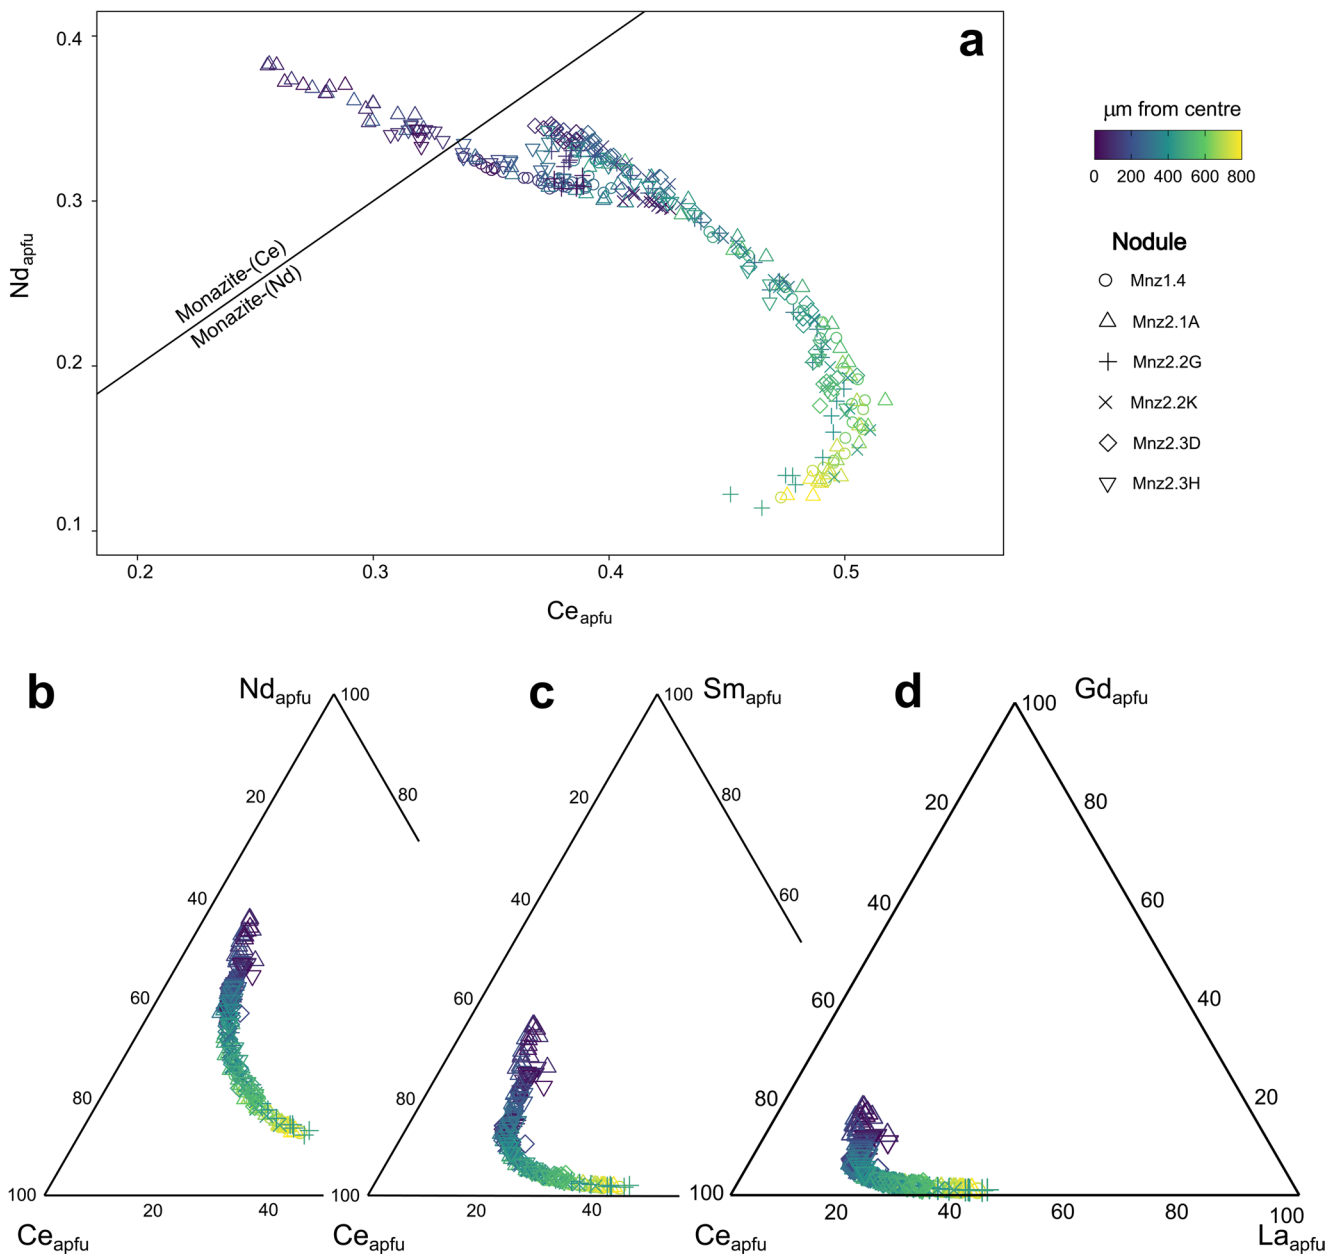 a
0.4
0.3
0.2
0.1
Nd apfu
Monazite-(Ce)
Monazite-(Nd)
0.2 0.3 0.4 0.5
Ce apfu
µm from centre
0 200 400 600 800
Nodule
Mnz1.4
Mnz2.1A
Mnz2.2G
Mnz2.2K
Mnz2.3D
Mnz2.3H
b
Nd apfu
100
20 80
40
60
80
100
20 40
Ce apfu
c
100
Sm apfu
20 80
40 60
60
80
100
20 40
Ce apfu
d
Gd apfu
100
20 80
40 60
60 40
80 20
100
20 40 60 80 100
Ce apfu
La apfu